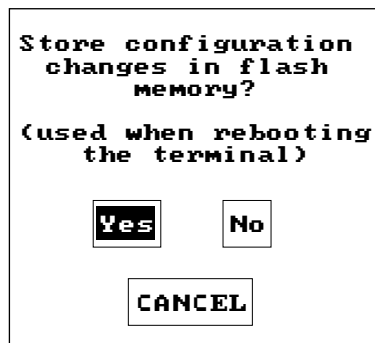 Store configuration
changes in flash
memory?
(used when rebooting
the terminal)
Yes No
CANCEL